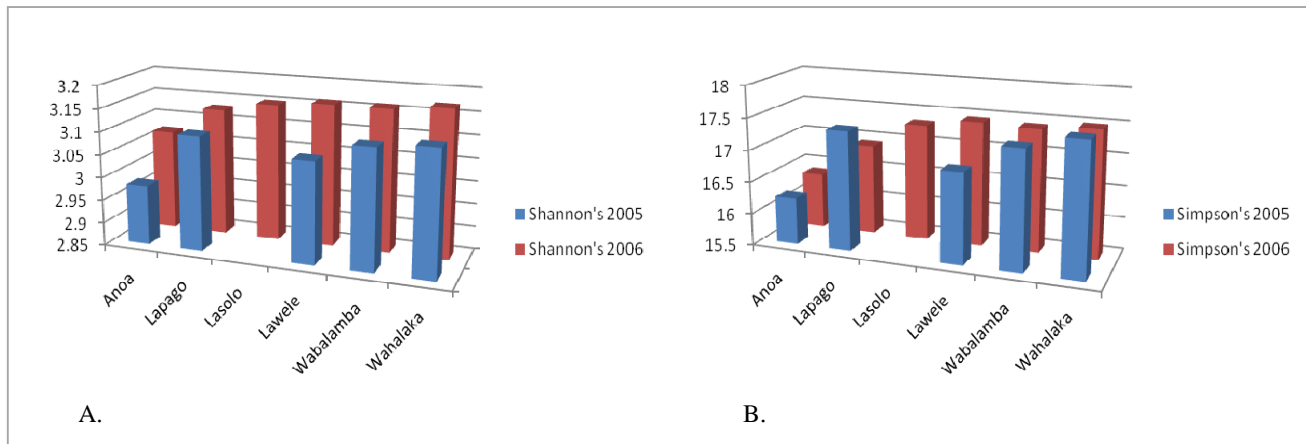 3.2
3.15
3.1
3.05
3
2.95
2.9
2.85
Anoa
Lapago
Lasolo
Lawele
Wabalamba
Wahalaka
Shannon's 2005
Shannon's 2006
A.
18
17.5
17
16.5
16
15.5
Anoa
Lapago
Lasolo
Lawele
Wabalamba
Wahalaka
Simpson's 2005
Simpson's 2006
B.